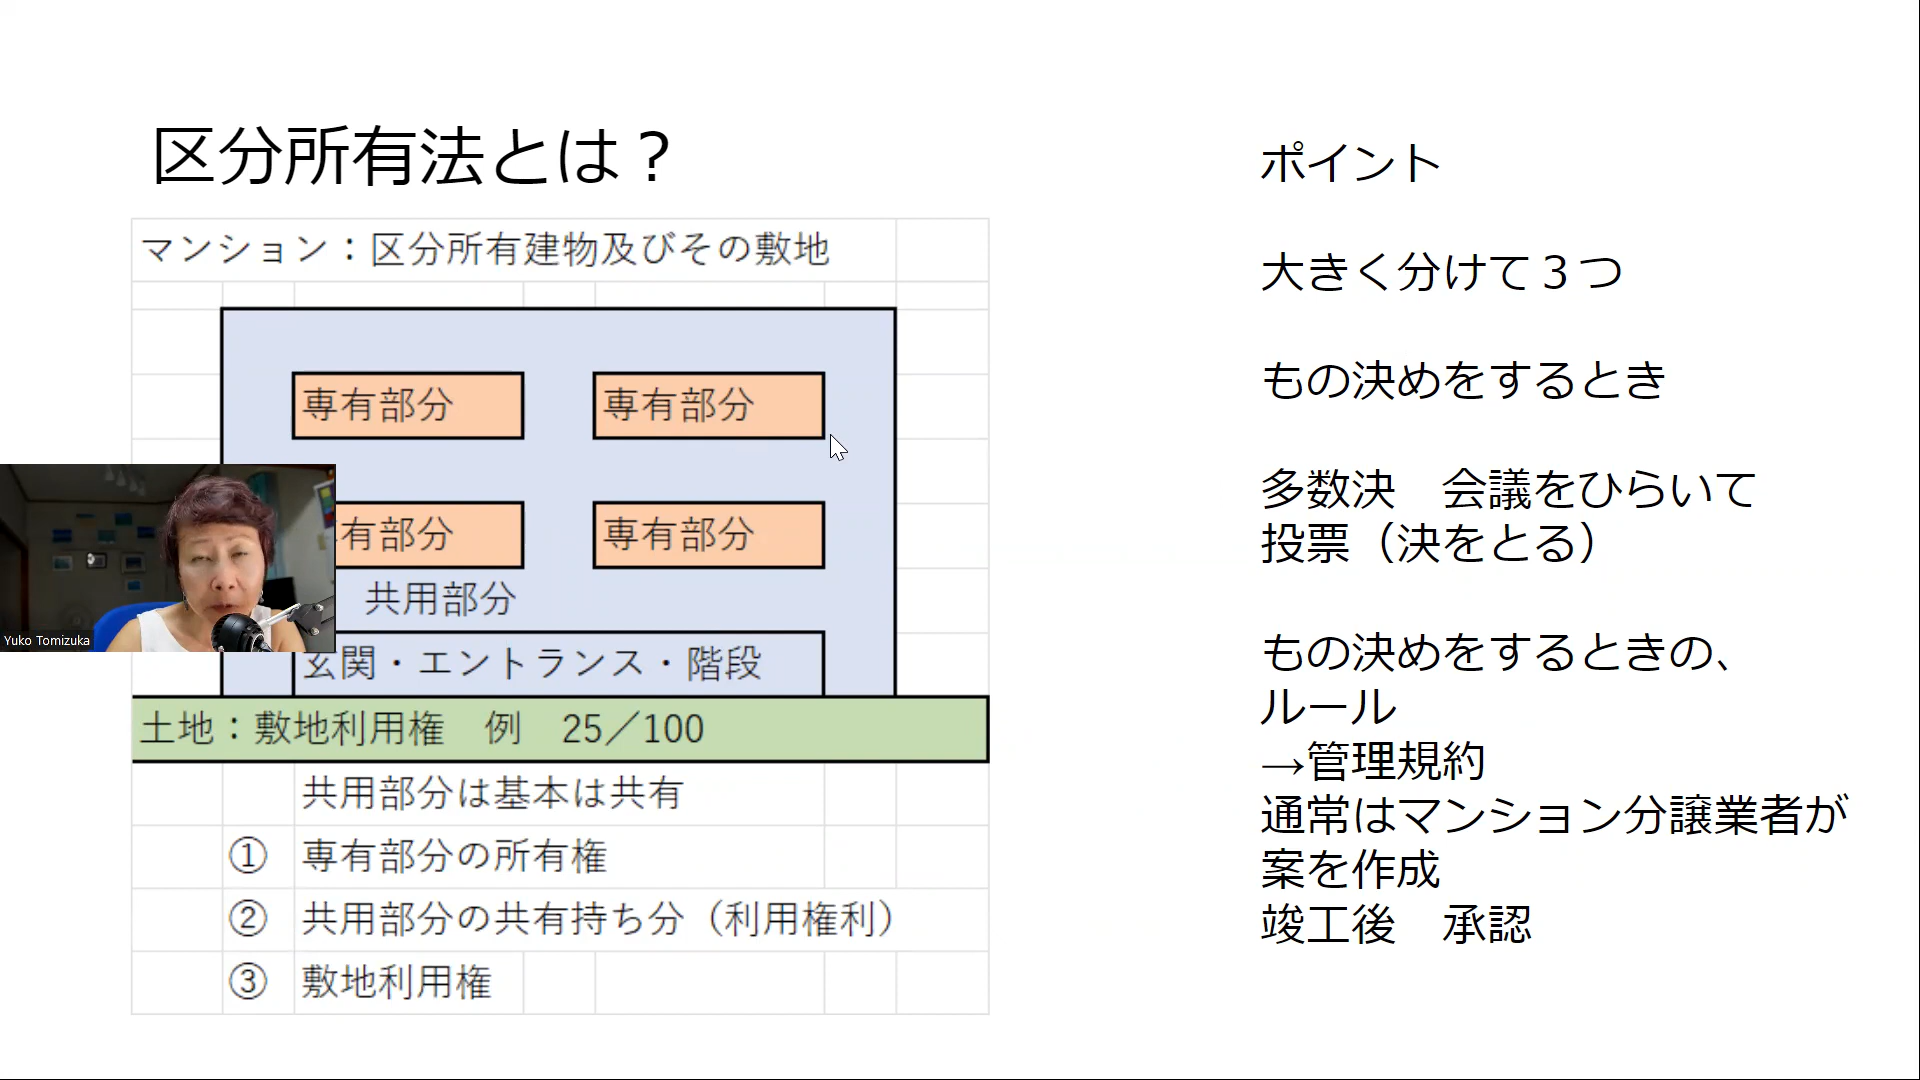 区分所有法とは？
マンション：区分所有建物及びその敷地
専有部分
専有部分
有部分
専有部分
共用部分
玄関・エントランス・階段
土地：敷地利用権　例　25／100
共用部分は基本は共有
① 専有部分の所有権
② 共用部分の共有持ち分（利用権利）
③ 敷地利用権
Yuko Tomizuka
ポイント
大きく分けて３つ
もの決めをするとき
多数決　会議をひらいて
投票（決をとる）
もの決めをするときの、
ルール
→管理規約
通常はマンション分譲業者が
案を作成
竣工後　承認